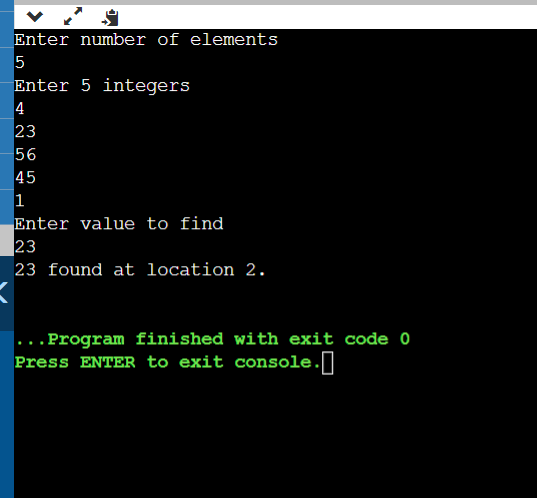 Enter number of elements
5
Enter 5 integers
4
23
56
45
1
Enter value to find
23
23 found at location 2.
...Program finished with exit code 0
Press ENTER to exit console.